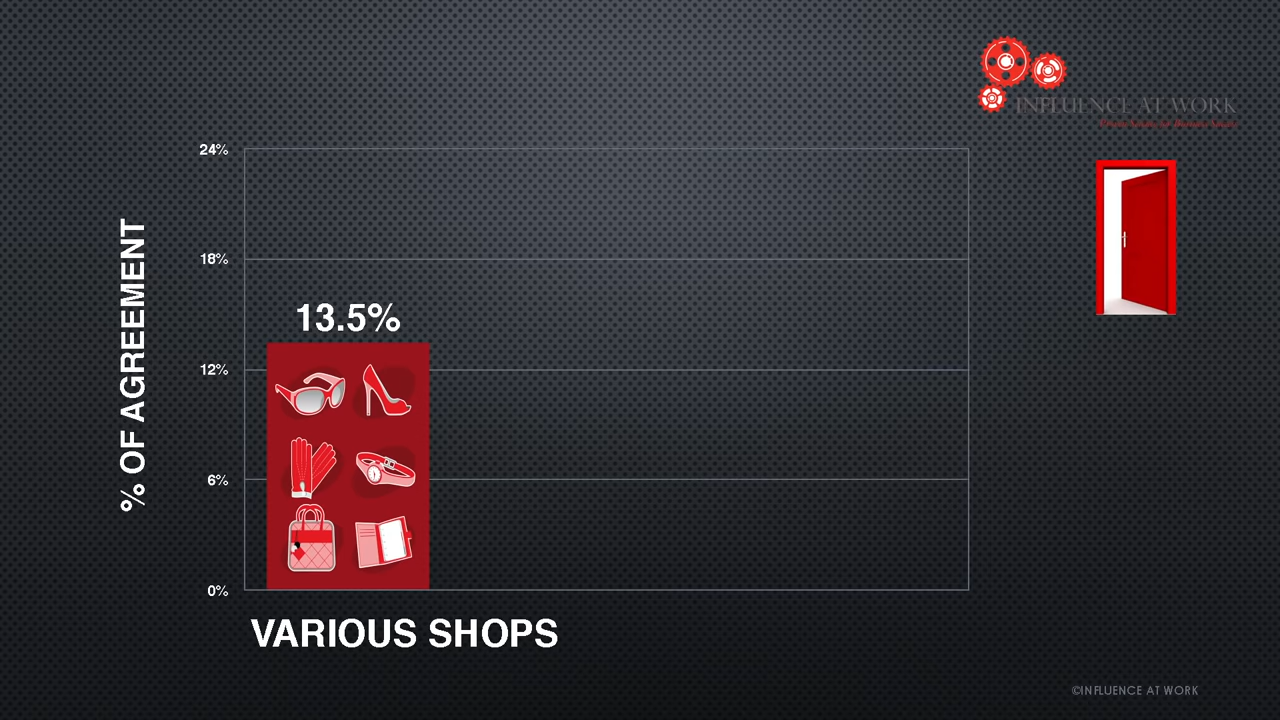 INFLUENCE AT WORK
24%
18%
13.5%
12%
6%
0%
% OF AGREEMENT
VARIOUS SHOPS
©INFLUENCE AT WORK